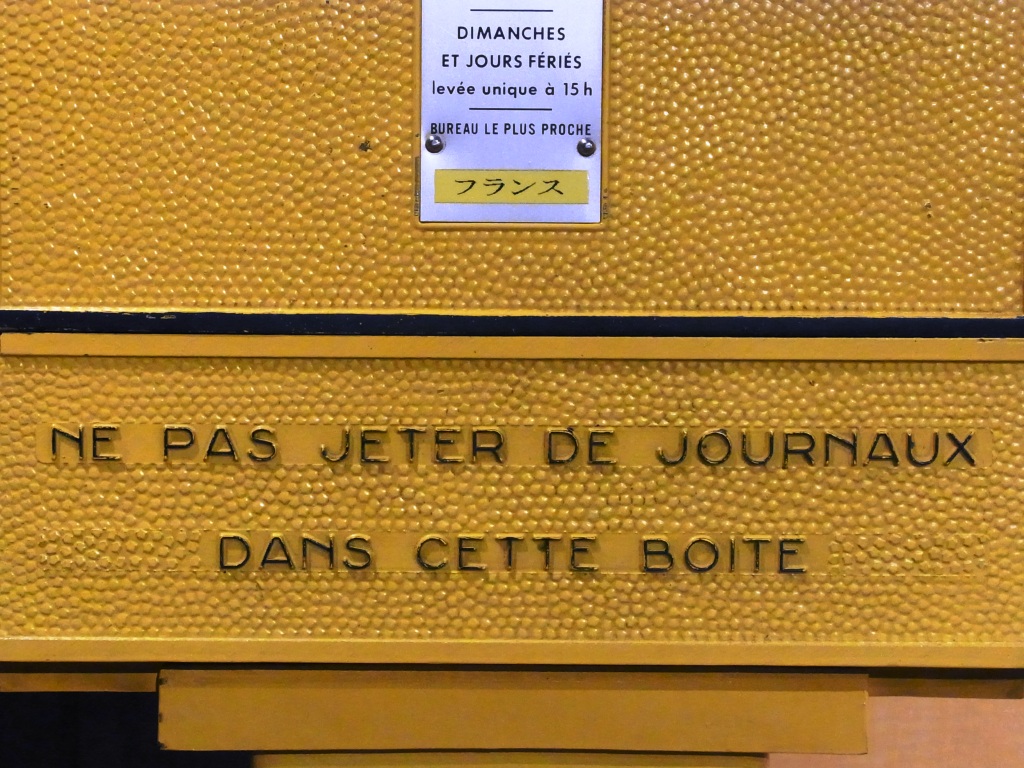 DIMANCHES
ET JOURS FÉRIÉS
levée unique à 15 h
BUREAU LE PLUS PROCHE
フランス
NE PAS JETER DE JOURNAUX
DANS CETTE BOITE